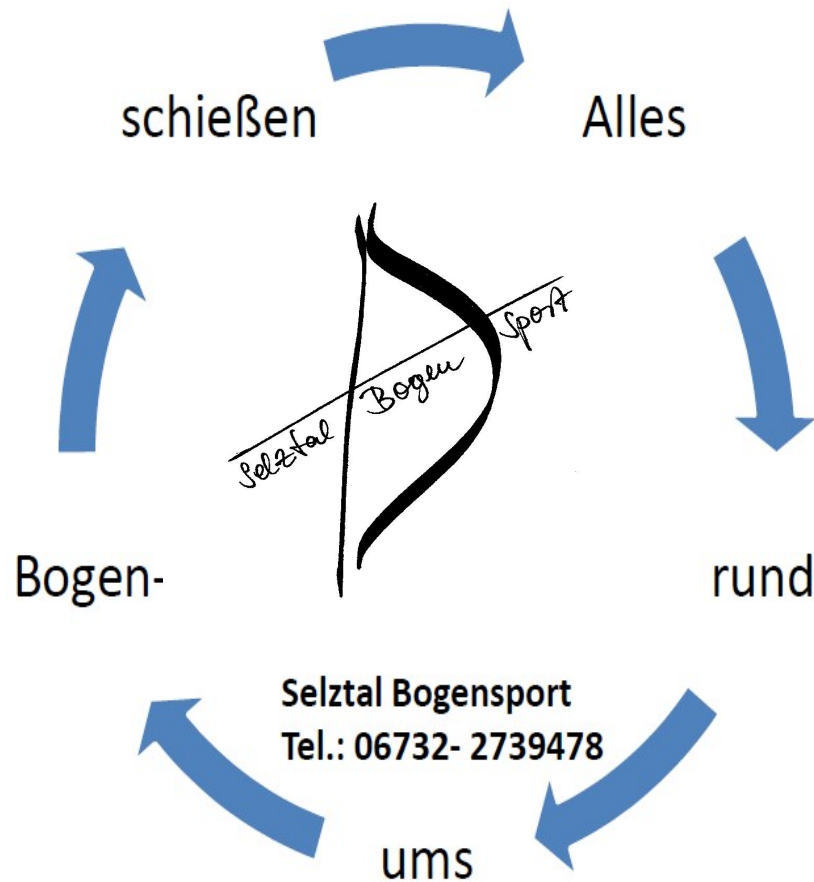 schießen
Alles
Selztal Bogen Sport
Bogen-
rund
Selztal Bogensport
Tel.: 06732- 2739478
ums